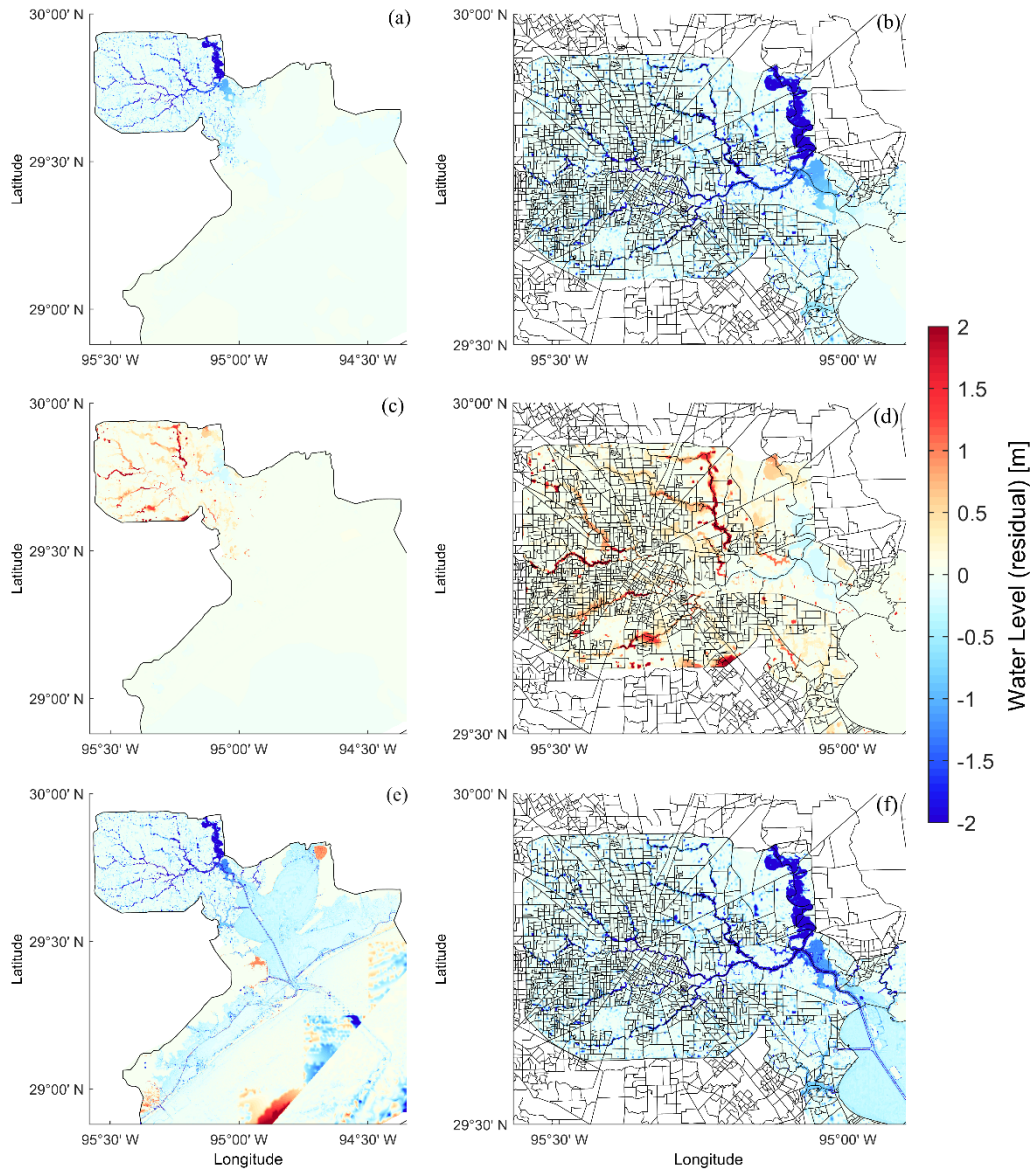 (a)
30°00' N
29°30' N
29°00' N
Latitude
95°30' W 95°00' W 94°30' W
(b)
30°00' N
Latitude
29°30' N
95°30' W 95°00' W
(c)
30°00' N
29°30' N
29°00' N
Latitude
95°30' W 95°00' W 94°30' W
(d)
30°00' N
Latitude
29°30' N
95°30' W 95°00' W
(e)
30°00' N
29°30' N
29°00' N
Latitude
95°30' W 95°00' W 94°30' W
Longitude
(f)
30°00' N
Latitude
29°30' N
95°30' W 95°00' W
Longitude
2
1.5
1
0.5
0
-0.5
-1
-1.5
-2
Water Level (residual) [m]